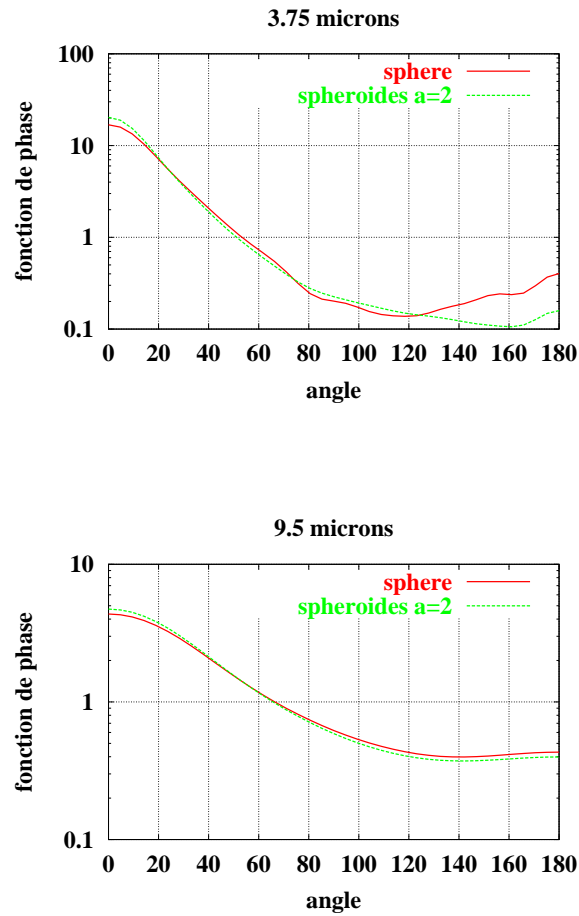 3.75 microns
100
10
1
0.1
fonction de phase
sphere
spheroides a=2
0 20 40 60 80 100 120 140 160 180
angle
9.5 microns
10
1
0.1
fonction de phase
sphere
spheroides a=2
0 20 40 60 80 100 120 140 160 180
angle